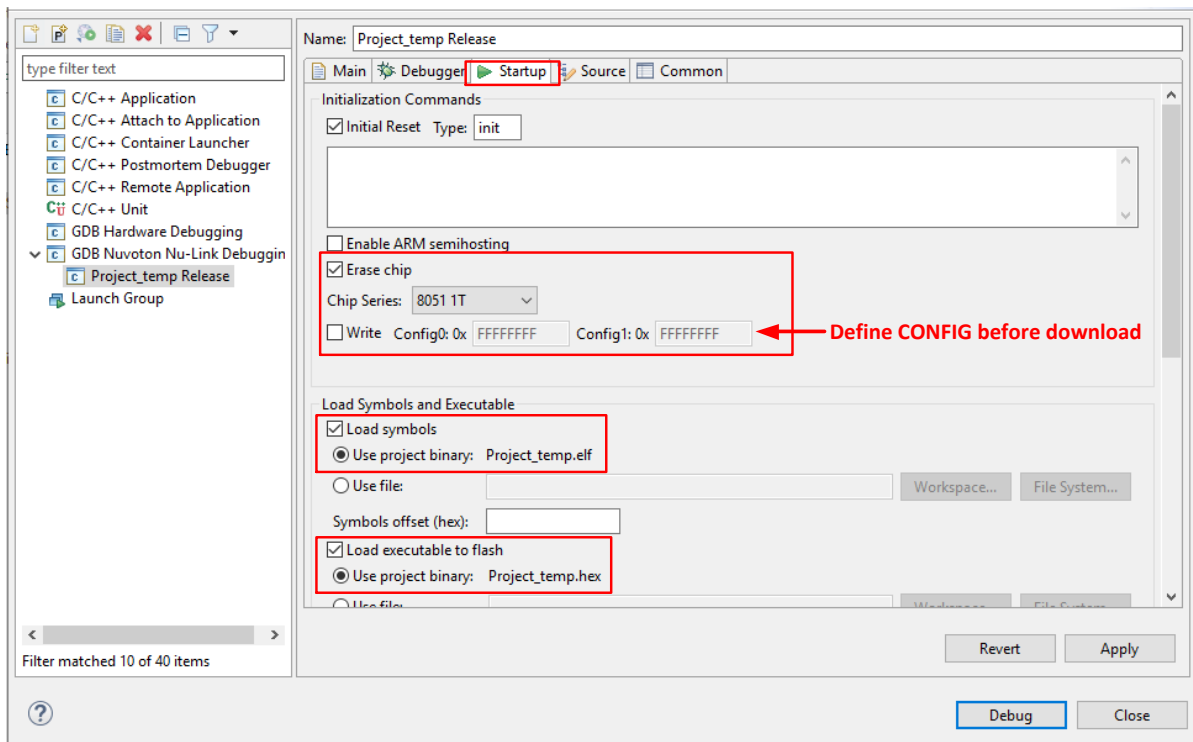 Name: Project_temp Release
type filter text
Main Debugger Startup Source Common
C/C++ Application
C/C++ Attach to Application
C/C++ Container Launcher
C/C++ Postmortem Debugger
C/C++ Remote Application
C/C++ Unit
GDB Hardware Debugging
GDB Nuvoton Nu-Link Debuggin
Project_temp Release
Launch Group
Initialization Commands
Initial Reset Type: init
Enable ARM semihosting
Erase chip
Chip Series: 8051 1T
Write Config0: 0x FFFFFFFF Config1: 0x FFFFFFFF
Define CONFIG before download
Load Symbols and Executable
Load symbols
Use project binary: Project_temp.elf
Use file: Workspace... File System...
Symbols offset (hex):
Load executable to flash
Use project binary: Project_temp.hex
Use file: Workspace... File System...
Filter matched 10 of 40 items
Revert Apply
Debug Close